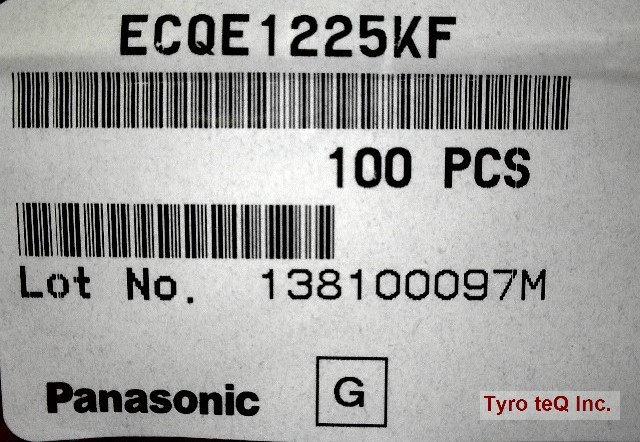 ECQE1225KF
100 PCS
Lot No. 138100097M
Panasonic G
Tyro teQ Inc.